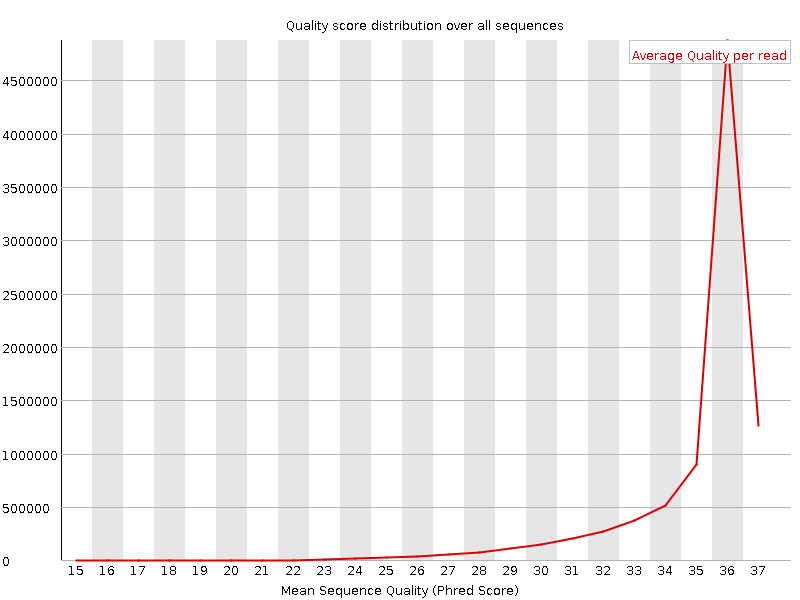 Quality score distribution over all sequences
Average Quality per read
4500000
4000000
3500000
3000000
2500000
2000000
1500000
1000000
500000
0
15 16 17 18 19 20 21 22 23 24 25 26 27 28 29 30 31 32 33 34 35 36 37
Mean Sequence Quality (Phred Score)